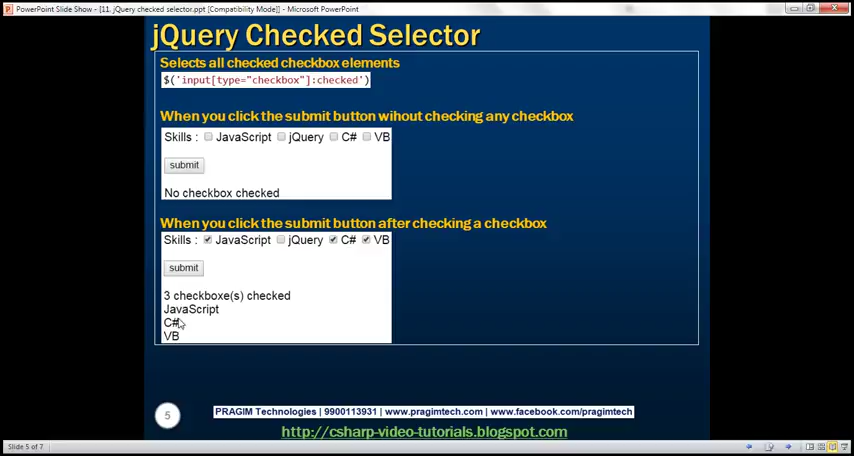 PowerPoint Slide Show - [11. jQuery checked selector.ppt [Compatibility Mode]] - Microsoft PowerPoint
jQuery Checked Selector
Selects all checked checkbox elements
$('input[type="checkbox"]:checked')
When you click the submit button wihout checking any checkbox
Skills : JavaScript jQuery C# VB
submit
No checkbox checked
When you click the submit button after checking a checkbox
Skills : JavaScript jQuery C# VB
submit
3 checkboxe(s) checked
JavaScript
C#
VB
5
PRAGIM Technologies | 9900113931 | www.pragimtech.com | www.facebook.com/pragimtech
http://csharp-video-tutorials.blogspot.com
Slide 5 of 7